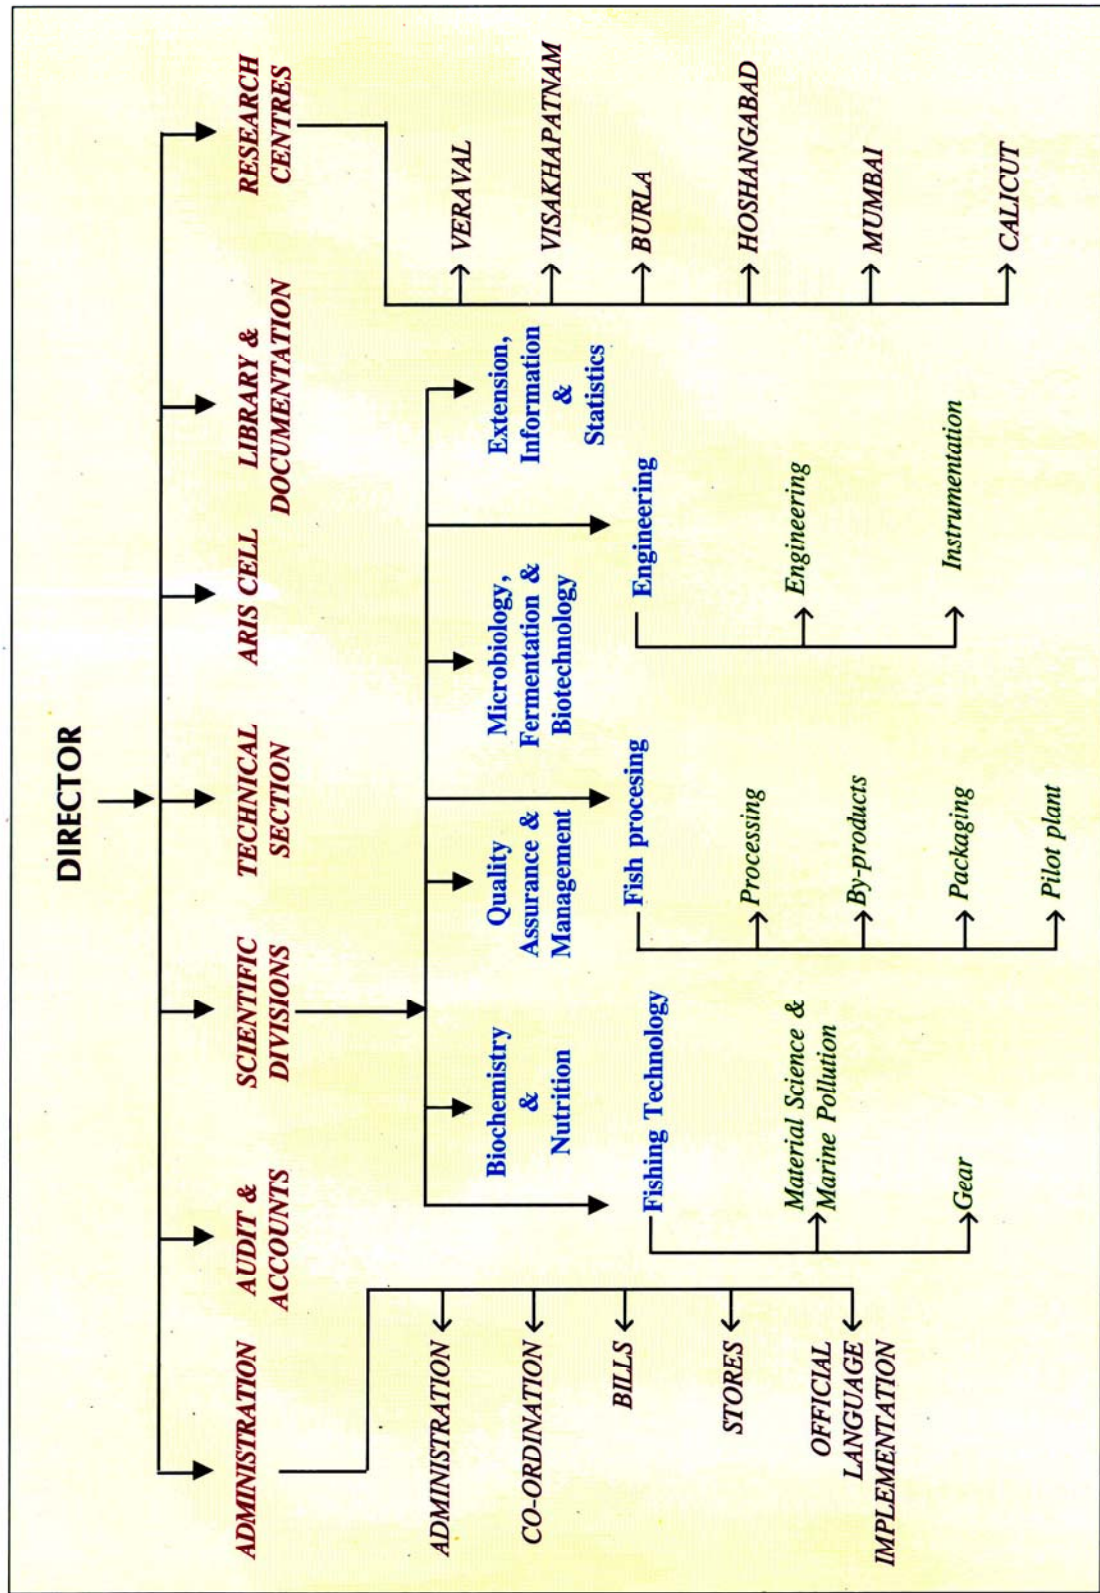 DIRECTOR
ADMINISTRATION
AUDIT &
ACCOUNTS
SCIENTIFIC
DIVISIONS
TECHNICAL
SECTION
ARIS CELL
LIBRARY &
DOCUMENTATION
RESEARCH
CENTRES
ADMINISTRATION
CO-ORDINATION
BILLS
STORES
OFFICIAL
LANGUAGE
IMPLEMENTATION
Biochemistry
&
Nutrition
Quality
Assurance &
Management
Microbiology,
Fermentation &
Biotechnology
Extension,
Information
&
Statistics
Fishing Technology
Material Science &
Marine Pollution
Gear
Fish procesing
Processing
By-products
Packaging
Pilot plant
Engineering
Engineering
Instrumentation
VERAVAL
VISAKHAPATNAM
BURLA
HOSHANGABAD
MUMBAI
CALICUT